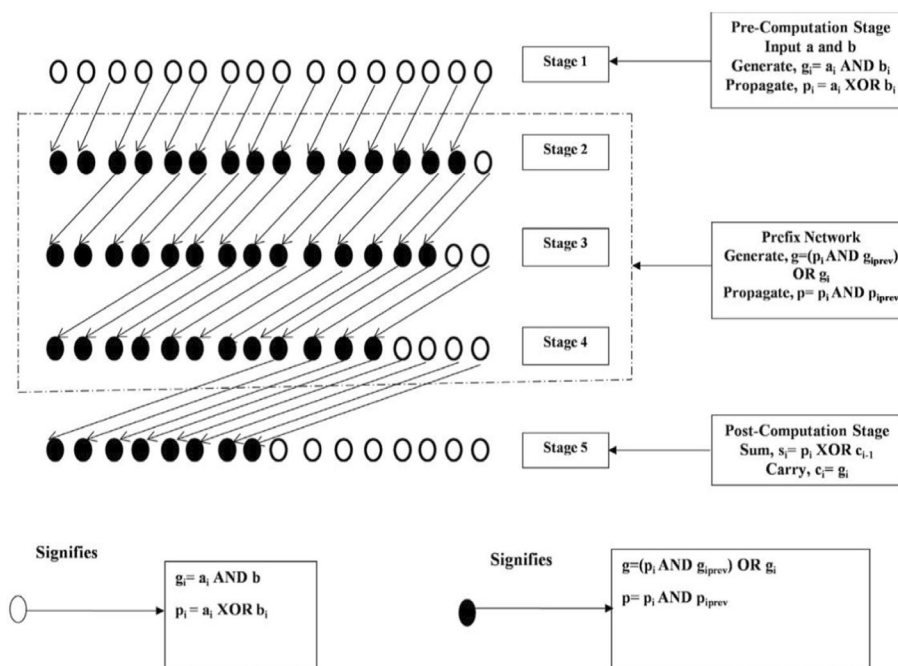 Pre-Computation Stage
Input a and b
Generate, gᵢ= aᵢ AND bᵢ
Propagate, pᵢ = aᵢ XOR bᵢ
Stage 1
Stage 2
Stage 3
Prefix Network
Generate, g=(pᵢ AND gᵢₚᵣₑᵥ)
OR gᵢ
Propagate, p= pᵢ AND pᵢₚᵣₑᵥ
Stage 4
Stage 5
Post-Computation Stage
Sum, sᵢ= pᵢ XOR cᵢ₋₁
Carry, cᵢ= gᵢ
Signifies
gᵢ= aᵢ AND b
pᵢ = aᵢ XOR bᵢ
Signifies
g=(pᵢ AND gᵢₚᵣₑᵥ) OR gᵢ
p= pᵢ AND pᵢₚᵣₑᵥ